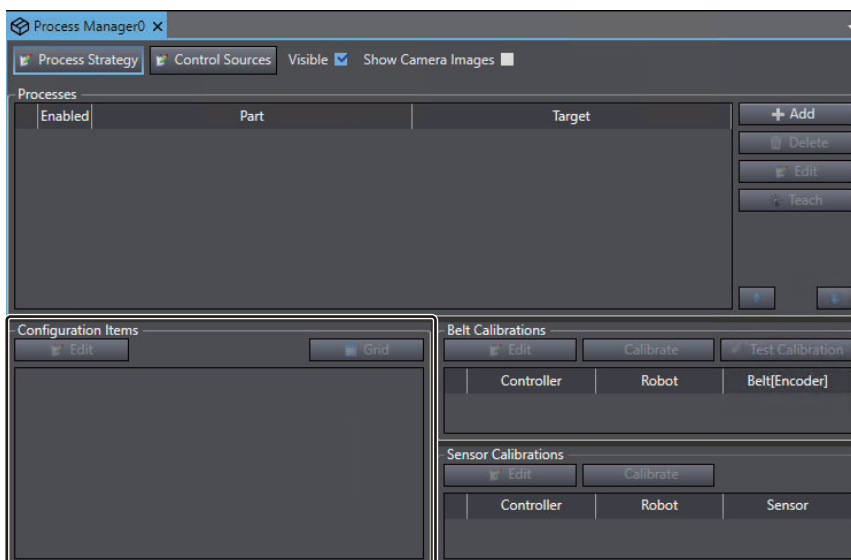 Process Manager0
Process Strategy Control Sources Visible Show Camera Images
Processes
Enabled Part Target
Add
Delete
Edit
Teach
Configuration Items
Edit Grid
Belt Calibrations
Edit Calibrate Test Calibration
Controller Robot Belt[Encoder]
Sensor Calibrations
Edit Calibrate
Controller Robot Sensor